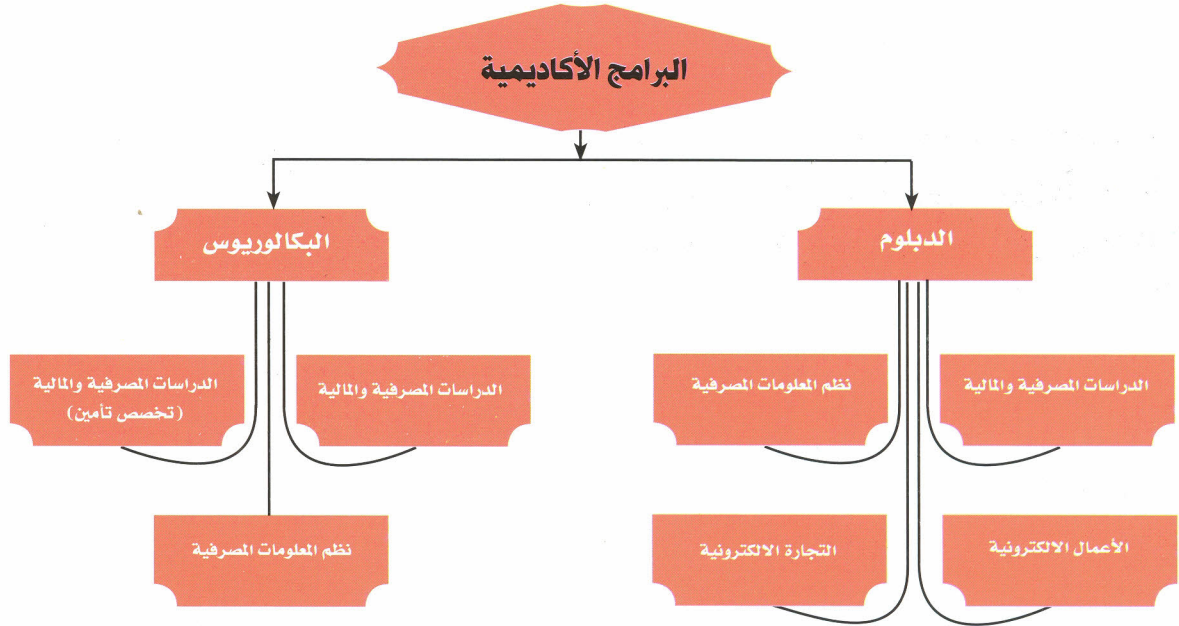 البرامج الأكاديمية
الدبلوم
البكالوريوس
الدراسات المصرفية والمالية
نظم المعلومات المصرفية
الدراسات المصرفية والمالية
الدراسات المصرفية والمالية
(تخصص تأمين)
الأعمال الالكترونية
التجارة الالكترونية
نظم المعلومات المصرفية